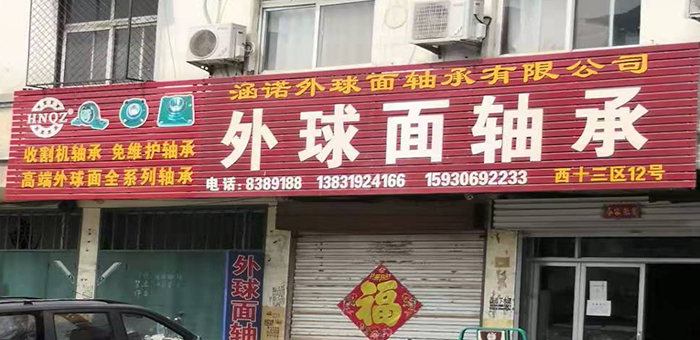 涵诺外球面轴承有限公司
HNQZ®
外球面轴承
收割机轴承 免维护轴承
高端外球面全系列轴承
电话：8389188 13831924166 15930692233 西十三区12号
外球面轴
福